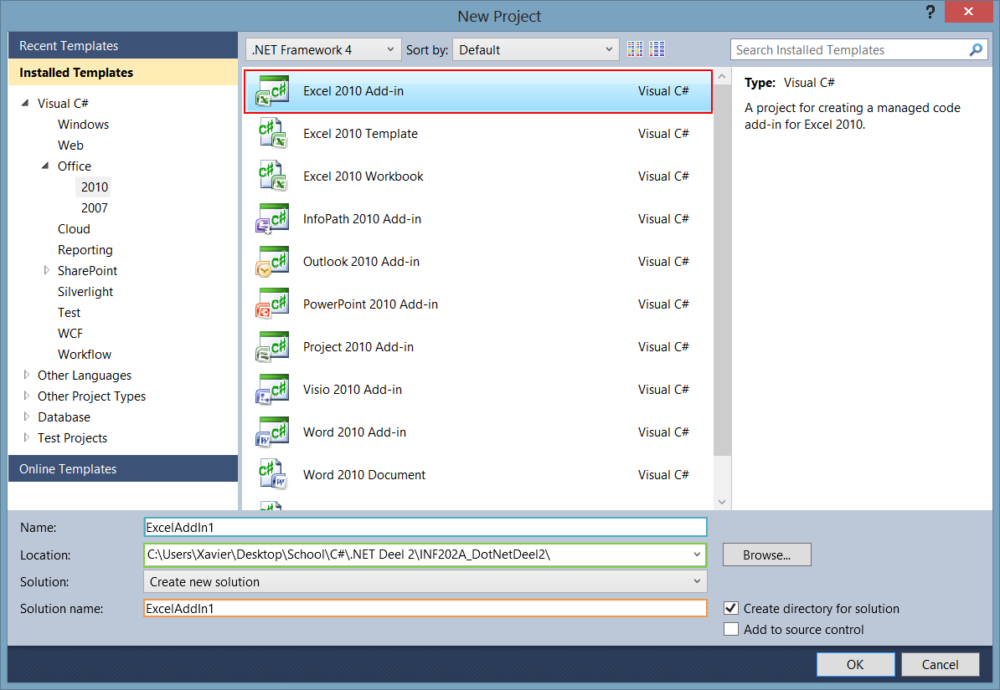 New Project
?
Recent Templates
Installed Templates
Visual C#
Windows
Web
Office
2010
2007
Cloud
Reporting
SharePoint
Silverlight
Test
WCF
Workflow
Other Languages
Other Project Types
Database
Test Projects
Online Templates
.NET Framework 4 Sort by: Default
Excel 2010 Add-in Visual C#
Excel 2010 Template Visual C#
Excel 2010 Workbook Visual C#
InfoPath 2010 Add-in Visual C#
Outlook 2010 Add-in Visual C#
PowerPoint 2010 Add-in Visual C#
Project 2010 Add-in Visual C#
Visio 2010 Add-in Visual C#
Word 2010 Add-in Visual C#
Word 2010 Document Visual C#
Search Installed Templates
Type: Visual C#
A project for creating a managed code
add-in for Excel 2010.
Name: ExcelAddIn1
Location: C:\Users\Xavier\Desktop\School\C#\.NET Deel 2\INF202A_DotNetDeel2\ Browse...
Solution: Create new solution
Solution name: ExcelAddIn1
Create directory for solution
Add to source control
OK Cancel